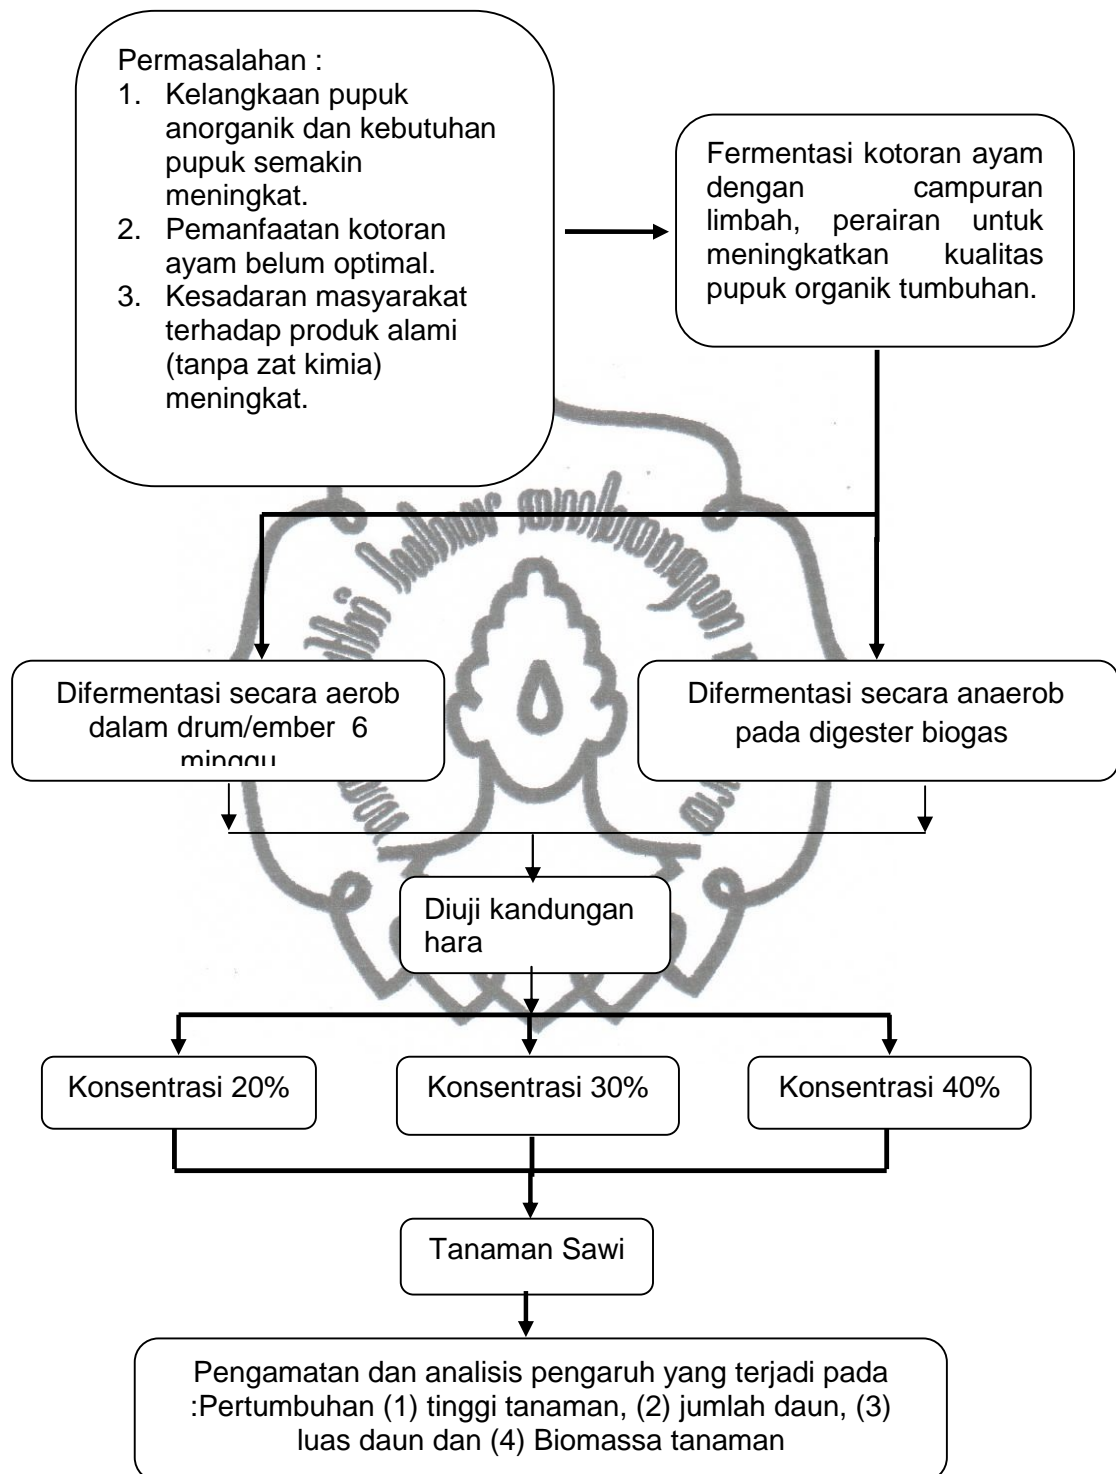 Permasalahan :
1. Kelangkaan pupuk
anorganik dan kebutuhan
pupuk semakin
meningkat.
2. Pemanfaatan kotoran
ayam belum optimal.
3. Kesadaran masyarakat
terhadap produk alami
(tanpa zat kimia)
meningkat.
Fermentasi kotoran ayam
dengan campuran
limbah, perairan untuk
meningkatkan kualitas
pupuk organik tumbuhan.
Difermentasi secara aerob
dalam drum/ember 6
minggu
Difermentasi secara anaerob
pada digester biogas
Diuji kandungan
hara
Konsentrasi 20%
Konsentrasi 30%
Konsentrasi 40%
Tanaman Sawi
Pengamatan dan analisis pengaruh yang terjadi pada
:Pertumbuhan (1) tinggi tanaman, (2) jumlah daun, (3)
luas daun dan (4) Biomassa tanaman